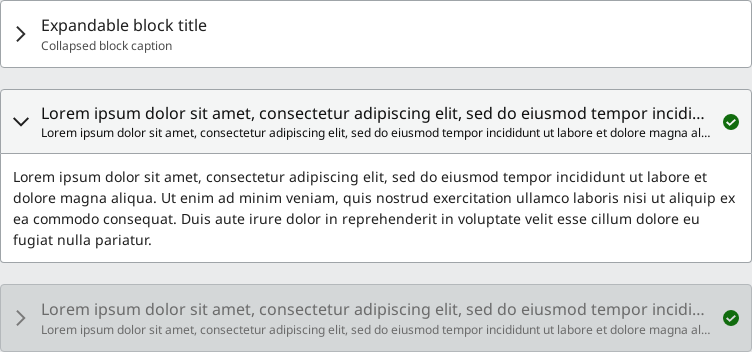 Expandable block title
Collapsed block caption
Lorem ipsum dolor sit amet, consectetur adipiscing elit, sed do eiusmod tempor incidi...
Lorem ipsum dolor sit amet, consectetur adipiscing elit, sed do eiusmod tempor incididunt ut labore et dolore magna al...
Lorem ipsum dolor sit amet, consectetur adipiscing elit, sed do eiusmod tempor incididunt ut labore et
dolore magna aliqua. Ut enim ad minim veniam, quis nostrud exercitation ullamco laboris nisi ut aliquip ex
ea commodo consequat. Duis aute irure dolor in reprehenderit in voluptate velit esse cillum dolore eu
fugiat nulla pariatur.
Lorem ipsum dolor sit amet, consectetur adipiscing elit, sed do eiusmod tempor incidi...
Lorem ipsum dolor sit amet, consectetur adipiscing elit, sed do eiusmod tempor incididunt ut labore et dolore magna al...